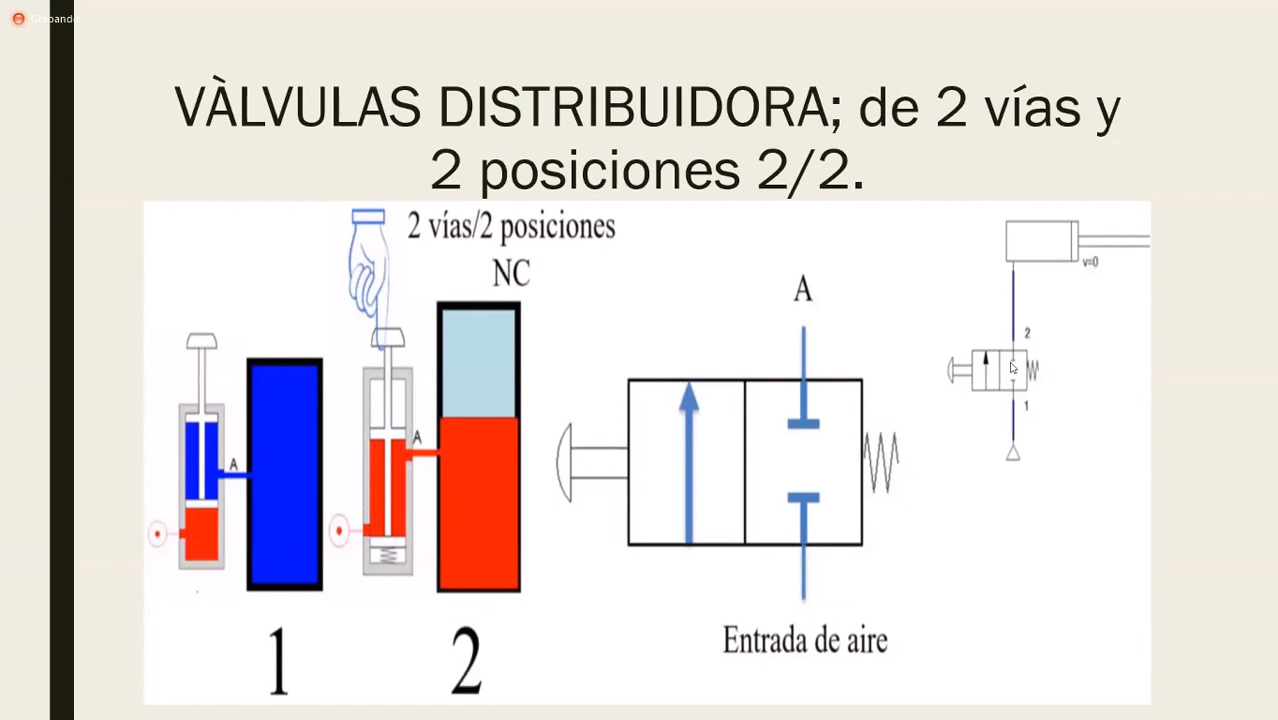 Grabando
VÀLVULAS DISTRIBUIDORA; de 2 vías y
2 posiciones 2/2.
2 vías/2 posiciones
NC
A
v=0
2
1
A
A
Entrada de aire
1
2